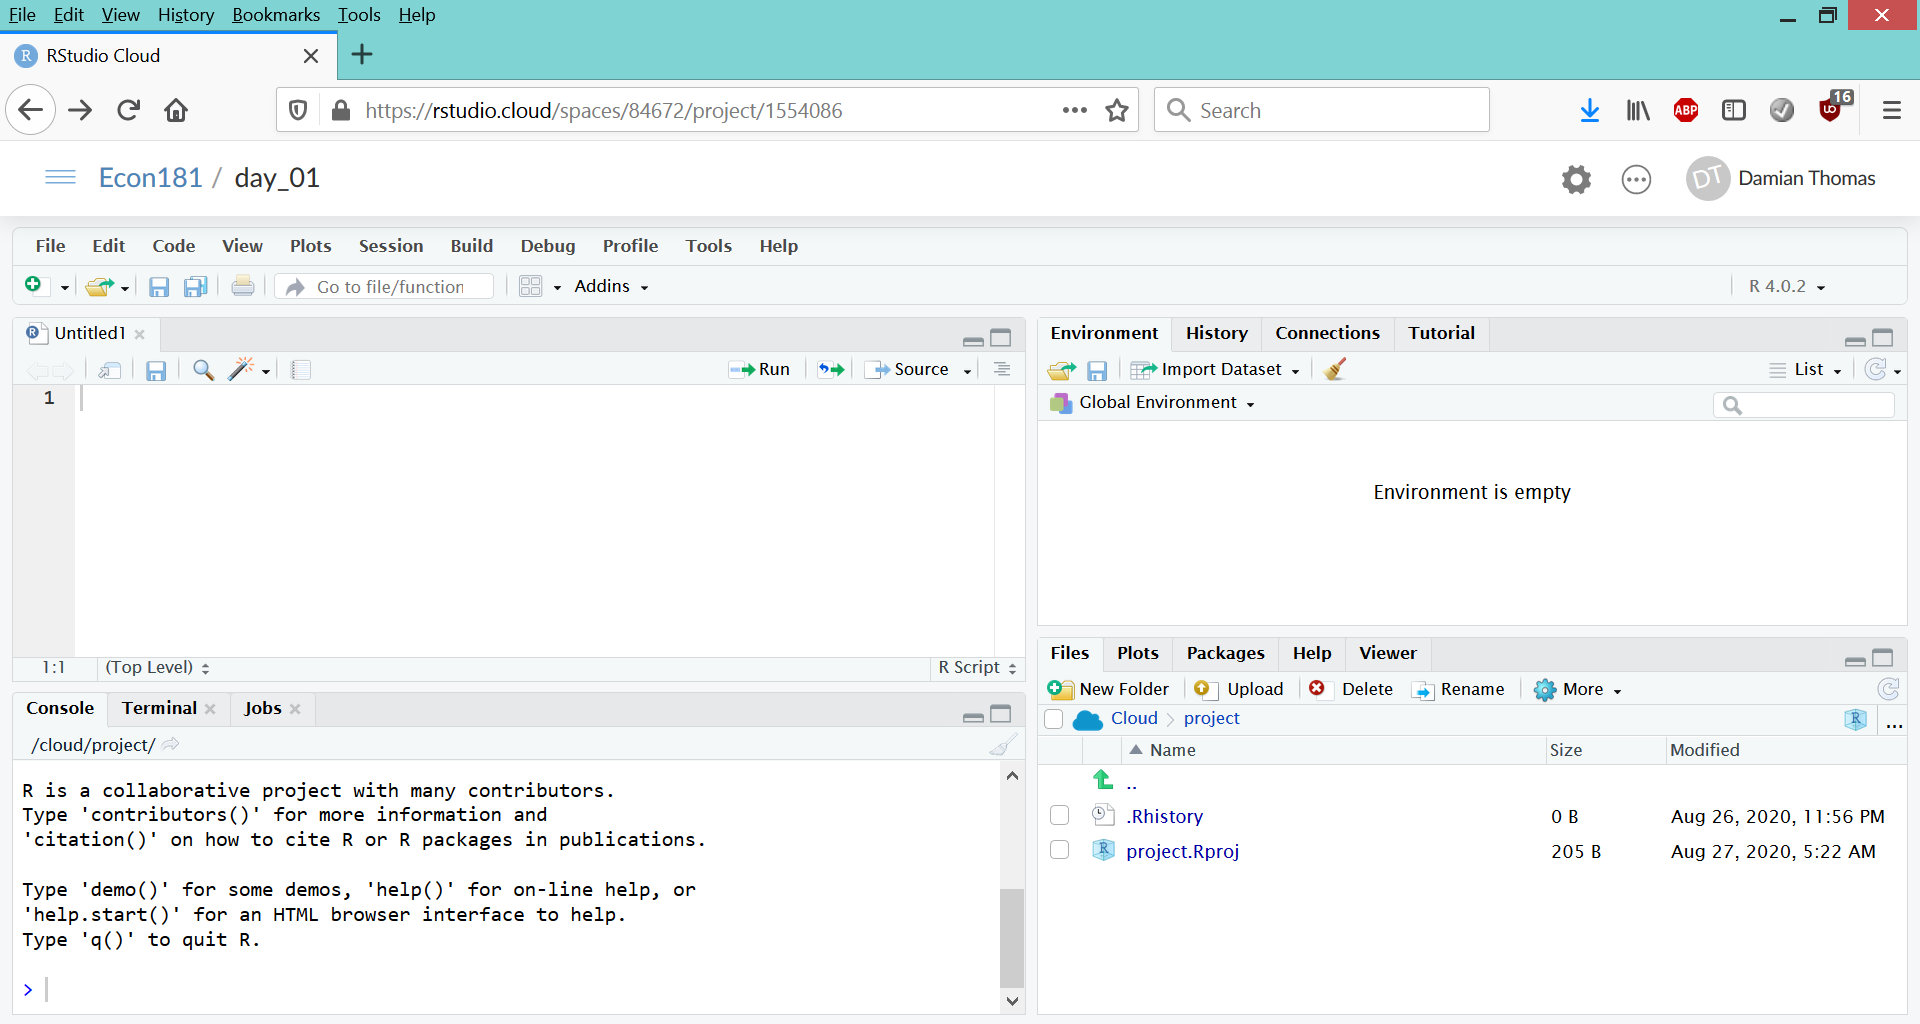 File Edit View History Bookmarks Tools Help
R RStudio Cloud
https://rstudio.cloud/spaces/84672/project/1554086
Search
ABP
16
Econ181 / day_01
DT Damian Thomas
File Edit Code View Plots Session Build Debug Profile Tools Help
Go to file/function
Addins
R 4.0.2
Untitled1
Run
Source
1
1:1
(Top Level)
R Script
Console Terminal Jobs
/cloud/project/
R is a collaborative project with many contributors.
Type 'contributors()' for more information and
'citation()' on how to cite R or R packages in publications.
Type 'demo()' for some demos, 'help()' for on-line help, or
'help.start()' for an HTML browser interface to help.
Type 'q()' to quit R.
>
Environment History Connections Tutorial
Import Dataset
List
Global Environment
Environment is empty
Files Plots Packages Help Viewer
New Folder Upload Delete Rename More
Cloud project
R
...
Name Size Modified
..
.Rhistory 0 B Aug 26, 2020, 11:56 PM
project.Rproj 205 B Aug 27, 2020, 5:22 AM